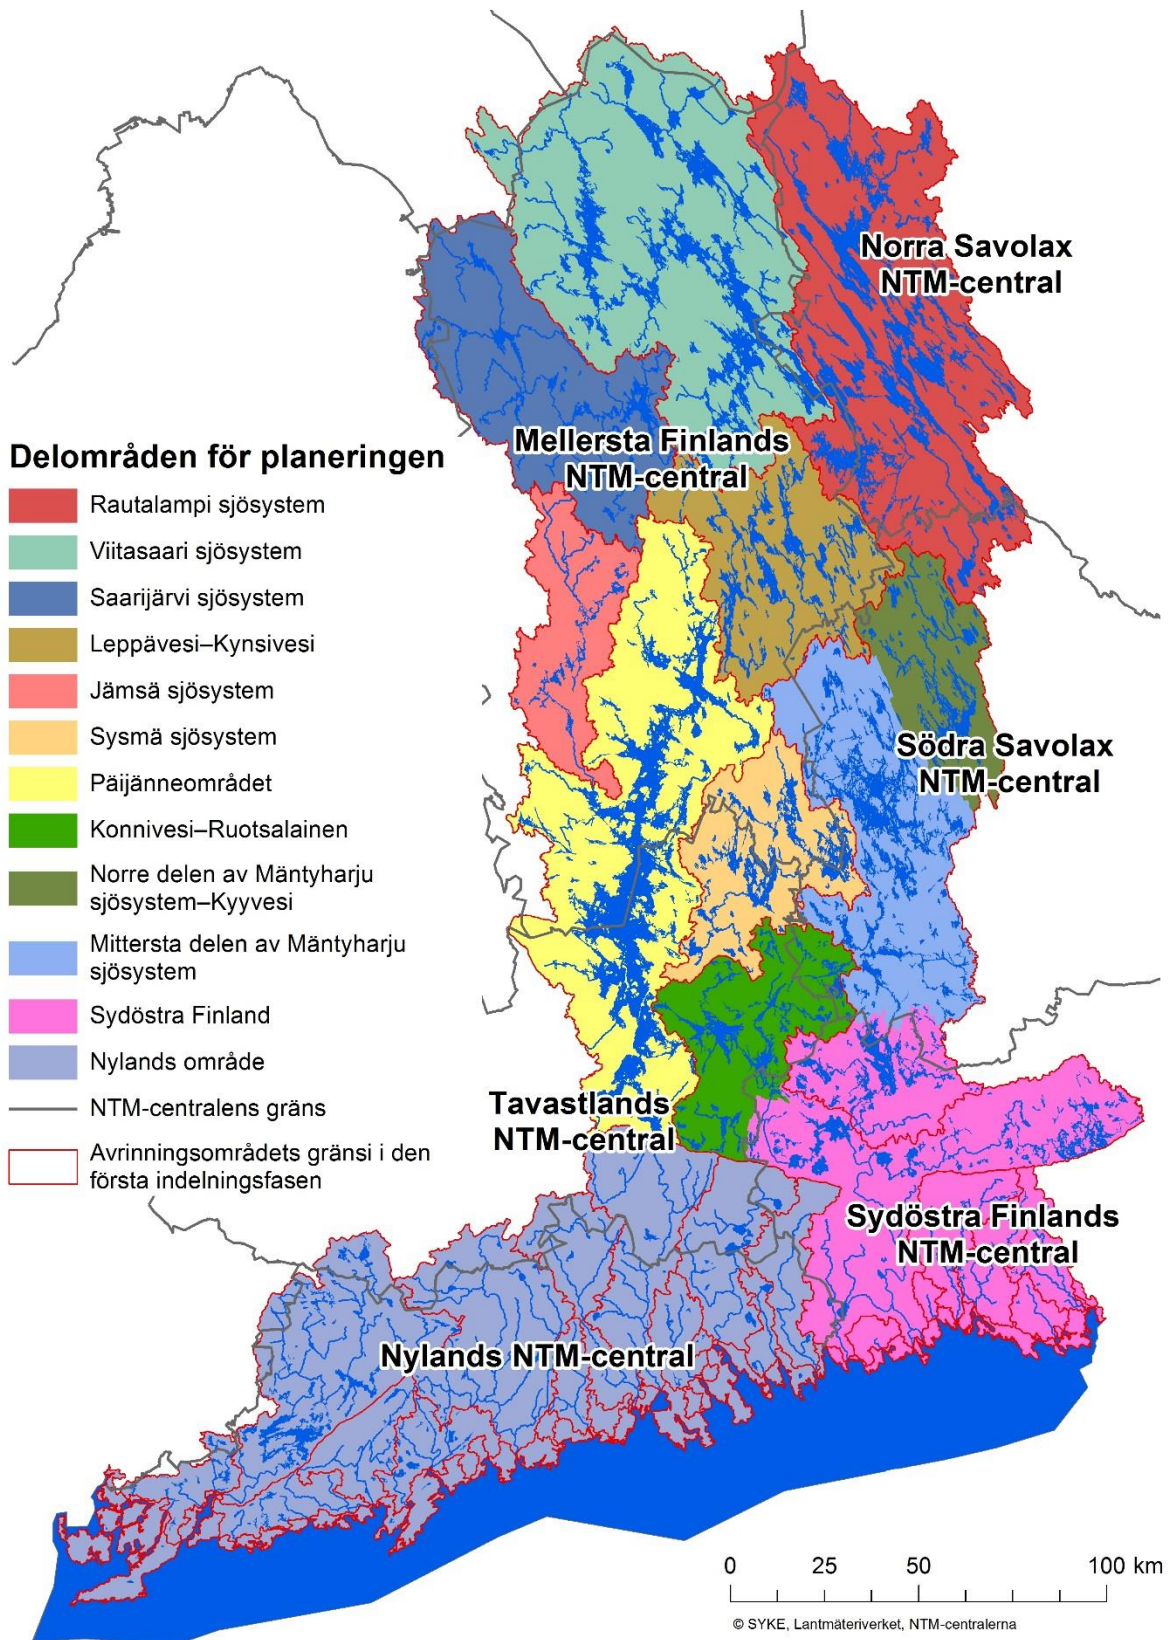 Norra Savolax
NTM-central
Mellersta Finlands
NTM-central
Delområden för planeringen
Rautalampi sjösystem
Viitasaari sjösystem
Saarijärvi sjösystem
Leppävesi–Kynsivesi
Jämsä sjösystem
Sysmä sjösystem
Päijänneområdet
Konnivesi–Ruotsalainen
Norre delen av Mäntyharju
sjösystem–Kyyvesi
Mittersta delen av Mäntyharju
sjösystem
Sydöstra Finland
Nylands område
NTM-centralens gräns
Avrinningsområdets gränsi i den
första indelningsfasen
Södra Savolax
NTM-central
Tavastlands
NTM-central
Sydöstra Finlands
NTM-central
Nylands NTM-central
0 25 50 100 km
© SYKE, Lantmäteriverket, NTM-centralerna